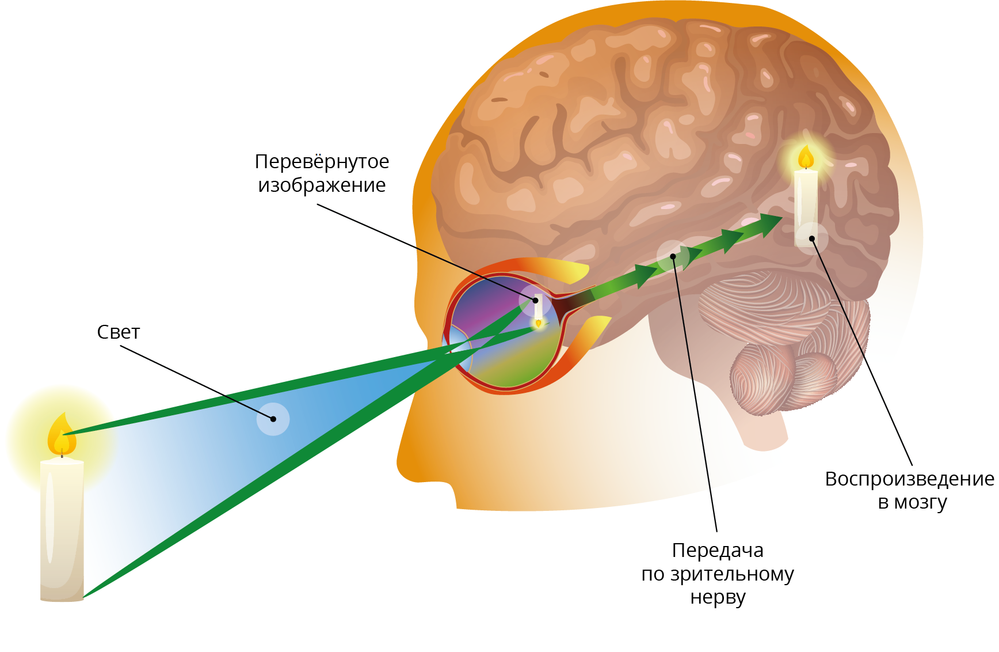 Перевёрнутое
изображение
Свет
Воспроизведение
в мозгу
Передача
по зрительному
нерву